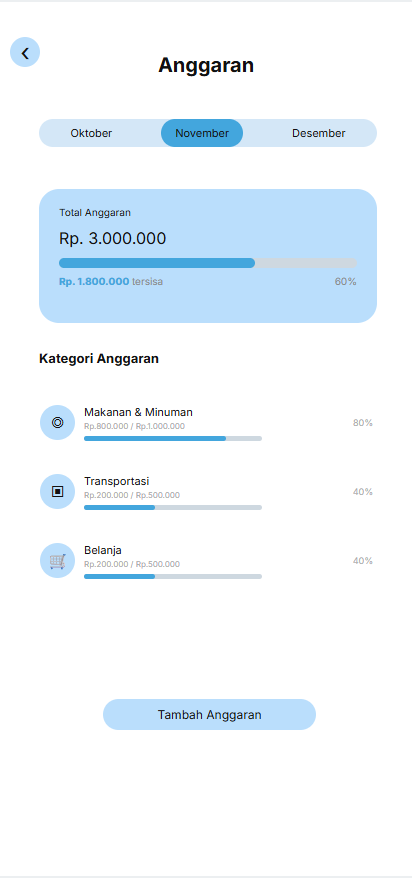 Anggaran
Oktober November Desember
Total Anggaran
Rp. 3.000.000
Rp. 1.800.000 tersisa 60%
Kategori Anggaran
Makanan & Minuman
Rp.800.000 / Rp.1.000.000 80%
Transportasi
Rp.200.000 / Rp.500.000 40%
Belanja
Rp.200.000 / Rp.500.000 40%
Tambah Anggaran